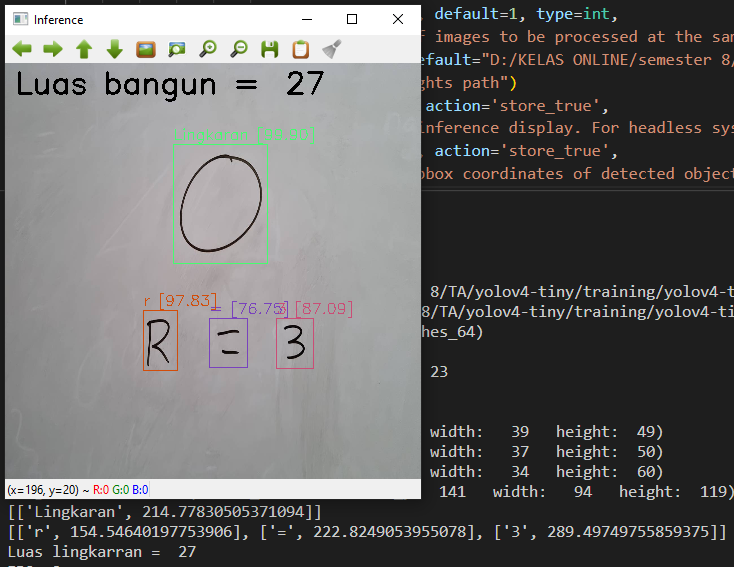 Inference
, default=1, type=int,
f images to be processed at the sam
efault="D:/KELAS ONLINE/semester 8/
ghts path")
action='store_true',
inference display. For headless sys
, action='store_true',
bbox coordinates of detected object
Luas bangun = 27
r [97.83]
= [76.75]
[87.09]
R = 3
8/TA/yolov4-tiny/training/yolov4-t
8/TA/yolov4-tiny/training/yolov4-ti
hes_64)
23
width: 39 height: 49)
width: 37 height: 50)
width: 34 height: 60)
141 width: 94 height: 119)
(x=196, y=20) ~ R:0 G:0 B:0
[['Lingkaran', 214.77830505371094]]
[['r', 154.54640197753906], ['=', 222.8249053955078], ['3', 289.49749755859375]]
Luas lingkarran = 27